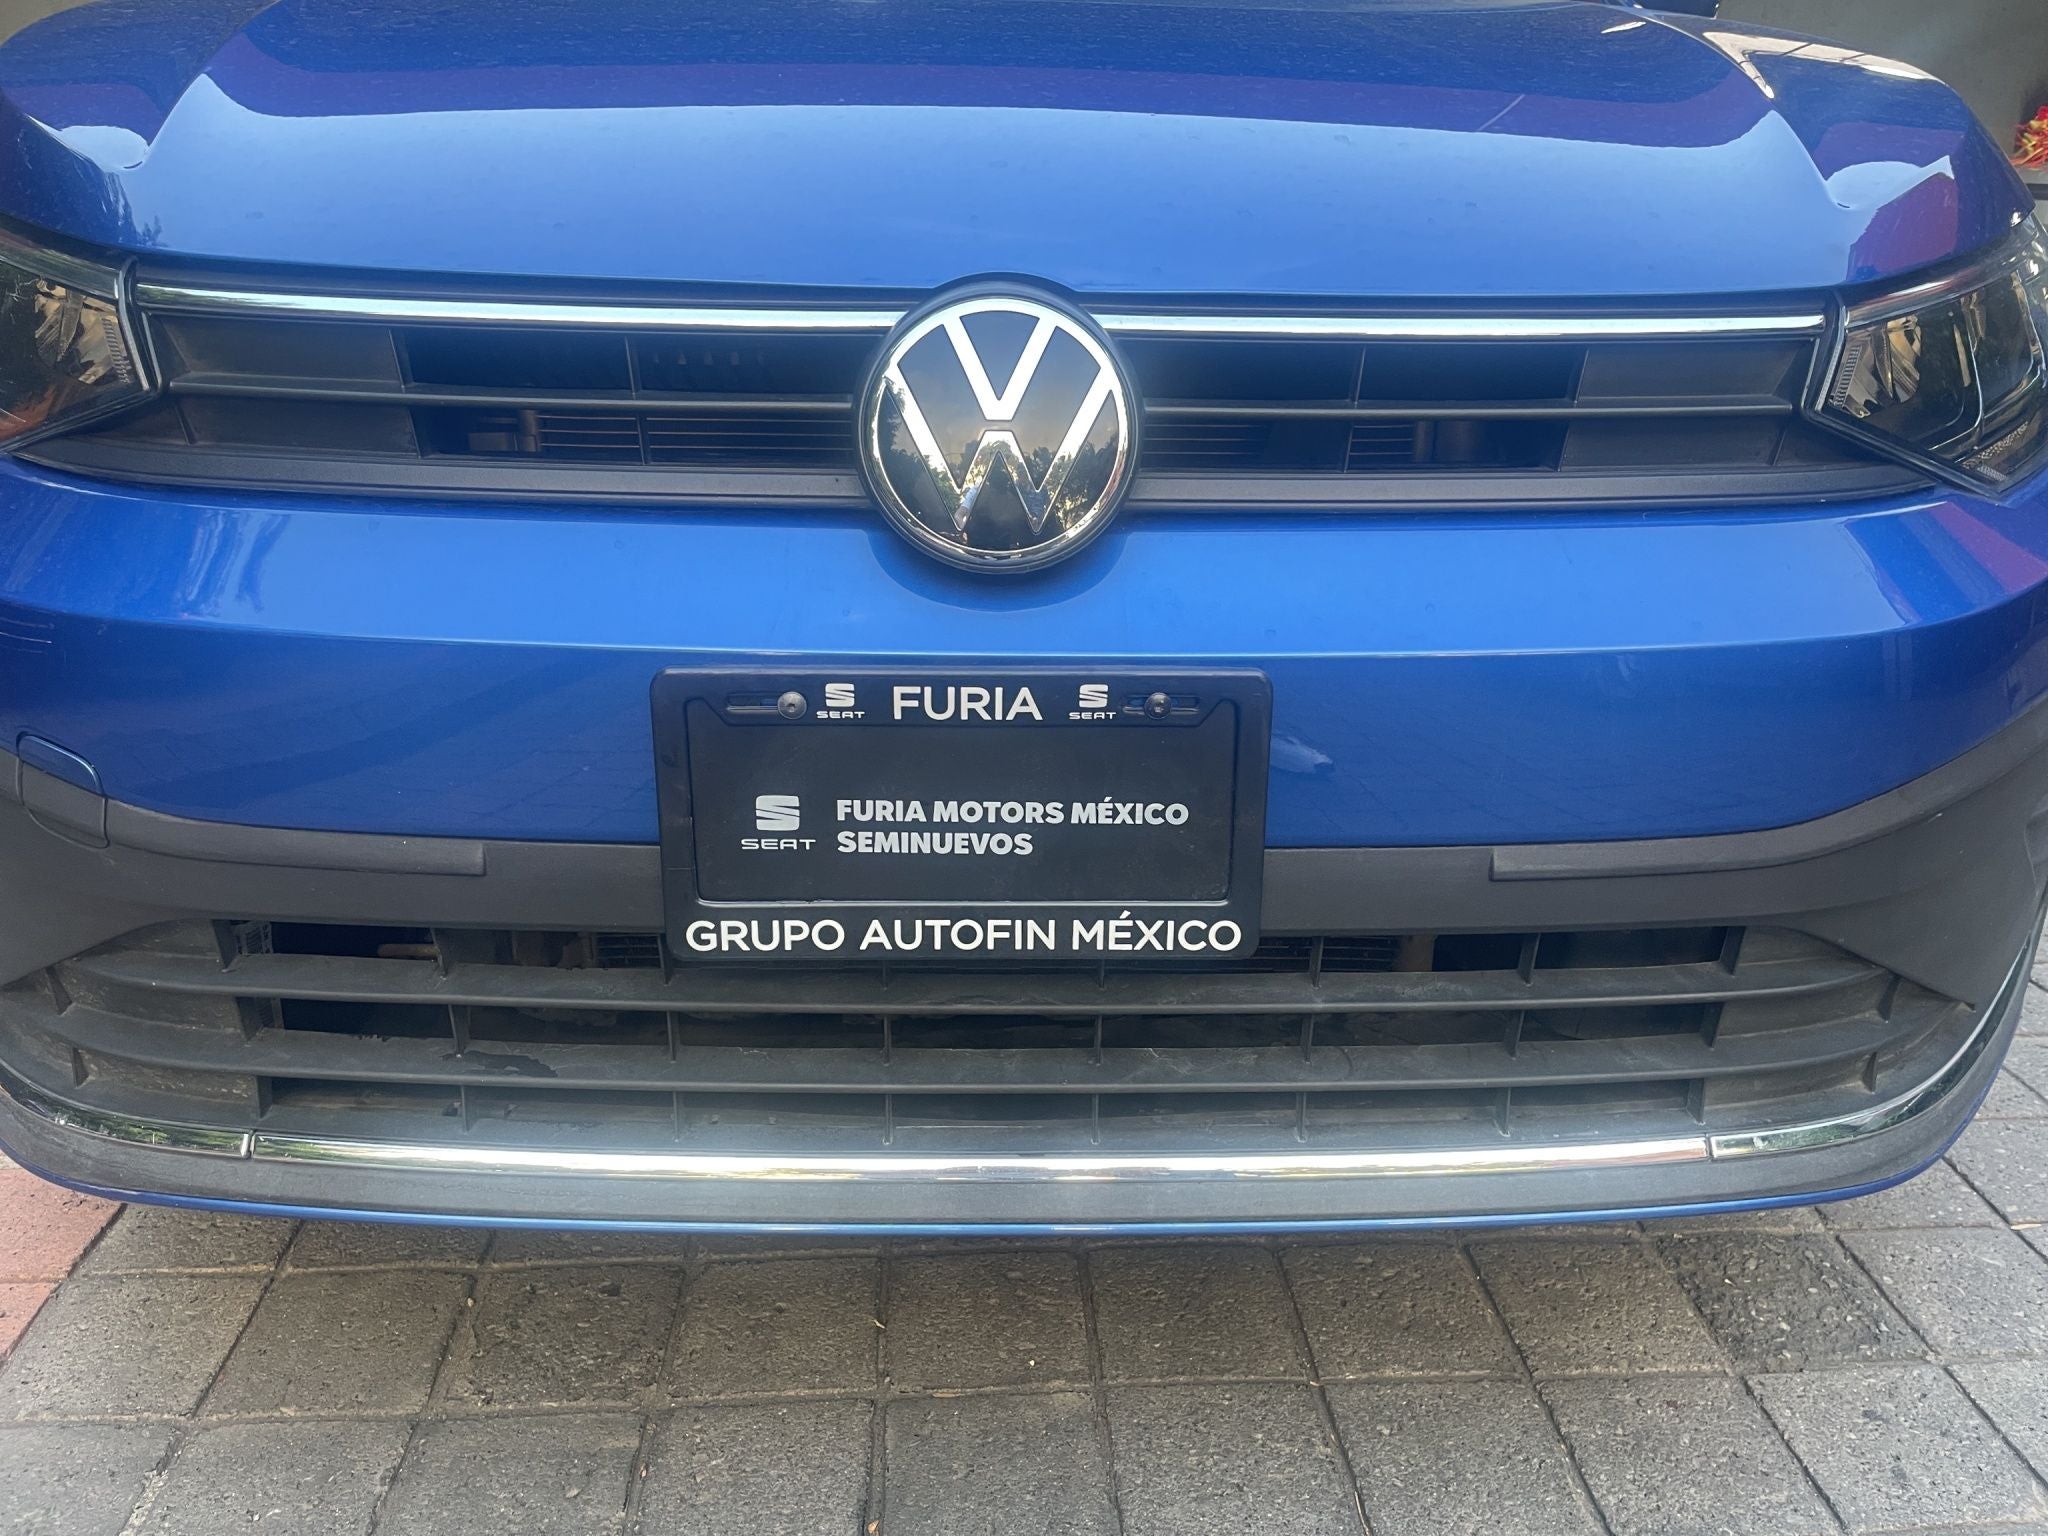 SEAT FURIA SEAT
SEAT FURIA MOTORS MÉXICO
SEMINUEVOS
GRUPO AUTOFIN MÉXICO